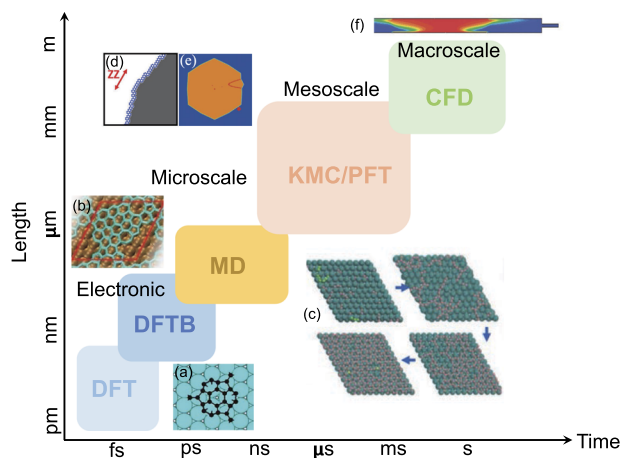 (f)
m
Macroscale
(d)
ZZ
(e)
CFD
Mesoscale
mm
KMC/PFT
Microscale
Length
μm
(b)
MD
(c)
Electronic
DFTB
nm
(a)
DFT
pm
fs
ps
ns
μs
ms
s
Time